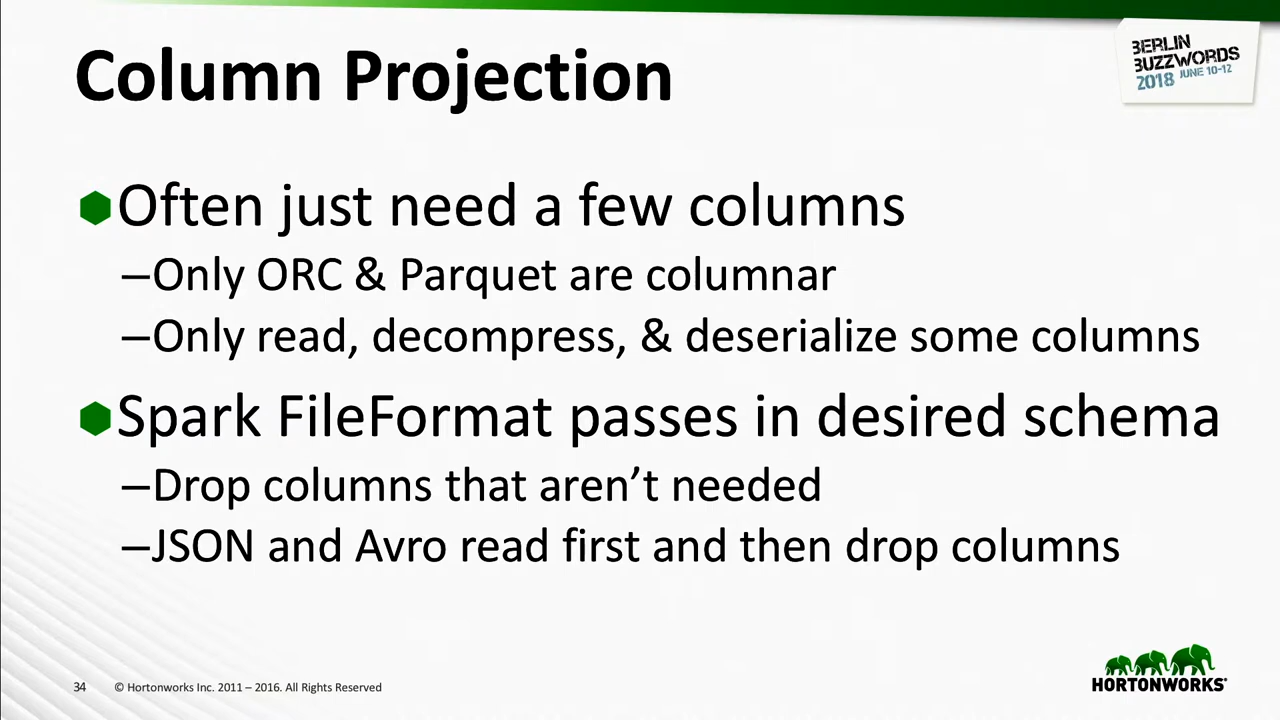 Column Projection
BERLIN
BUZZWORDS
2018 JUNE 10-12
Often just need a few columns
–Only ORC & Parquet are columnar
–Only read, decompress, & deserialize some columns
Spark FileFormat passes in desired schema
–Drop columns that aren’t needed
–JSON and Avro read first and then drop columns
34 © Hortonworks Inc. 2011 – 2016. All Rights Reserved
HORTONWORKS